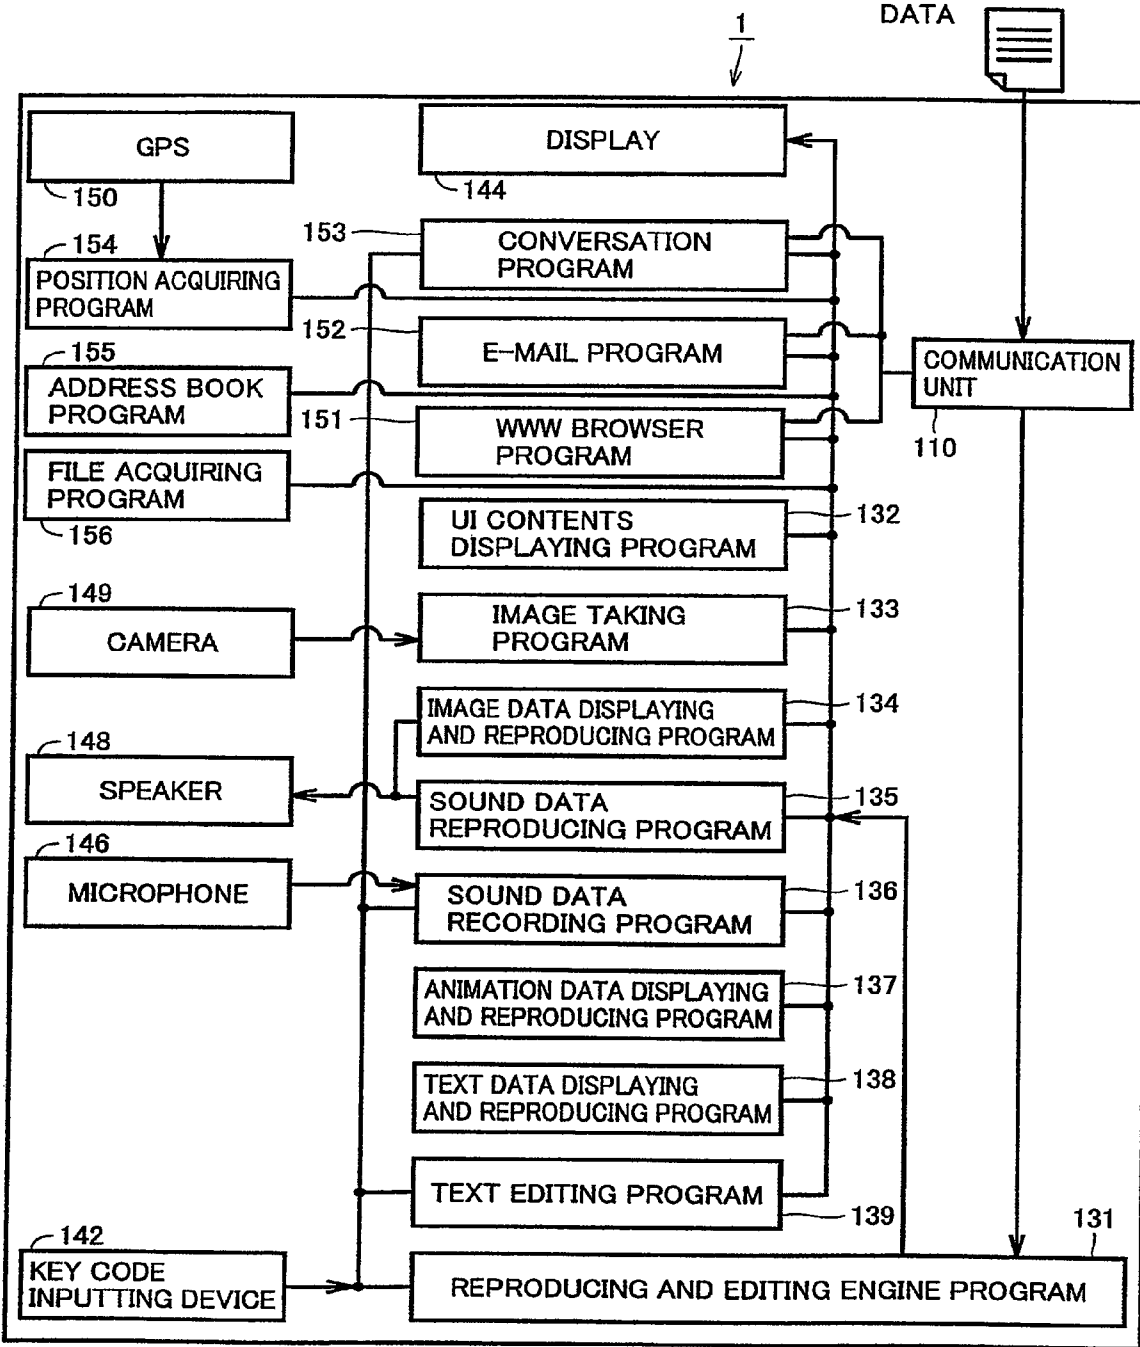 DATA
1
GPS
150
DISPLAY
144
154
POSITION ACQUIRING
PROGRAM
153
CONVERSATION
PROGRAM
152
E-MAIL PROGRAM
COMMUNICATION
UNIT
110
155
ADDRESS BOOK
PROGRAM
151
WWW BROWSER
PROGRAM
FILE ACQUIRING
PROGRAM
156
UI CONTENTS
DISPLAYING PROGRAM
132
149
CAMERA
IMAGE TAKING
PROGRAM
133
IMAGE DATA DISPLAYING
AND REPRODUCING PROGRAM
134
148
SPEAKER
SOUND DATA
REPRODUCING PROGRAM
135
146
MICROPHONE
SOUND DATA
RECORDING PROGRAM
136
ANIMATION DATA DISPLAYING
AND REPRODUCING PROGRAM
137
TEXT DATA DISPLAYING
AND REPRODUCING PROGRAM
138
TEXT EDITING PROGRAM
139
142
KEY CODE
INPUTTING DEVICE
131
REPRODUCING AND EDITING ENGINE PROGRAM